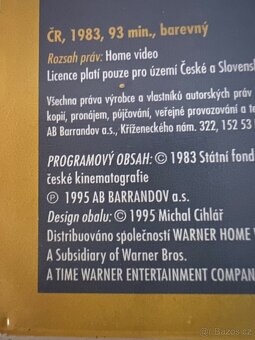 ČR, 1983, 93 min., barevný
Rozsah práv: Home video
Licence platí pouze pro území České a Slovensk
Všechna práva výrobce a vlastníků autorských práv
kopií, pronájem, půjčování, veřejné provozování a te
AB Barrandov a.s., Kříženeckého nám. 322, 152 53
PROGRAMOVÝ OBSAH: © 1983 Státní fond
české kinematografie
Ⓟ 1995 AB BARRANDOV a.s.
Design obalu: © 1995 Michal Cihlář
Distribuováno společností WARNER HOME
A Subsidiary of Warner Bros.
A TIME WARNER ENTERTAINMENT COMPAN
Bazoš.cz